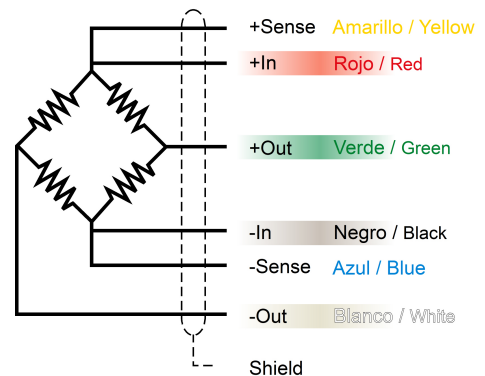 +Sense Amarillo / Yellow
+In Rojo / Red
+Out Verde / Green
-In Negro / Black
-Sense Azul / Blue
-Out Blanco / White
Shield